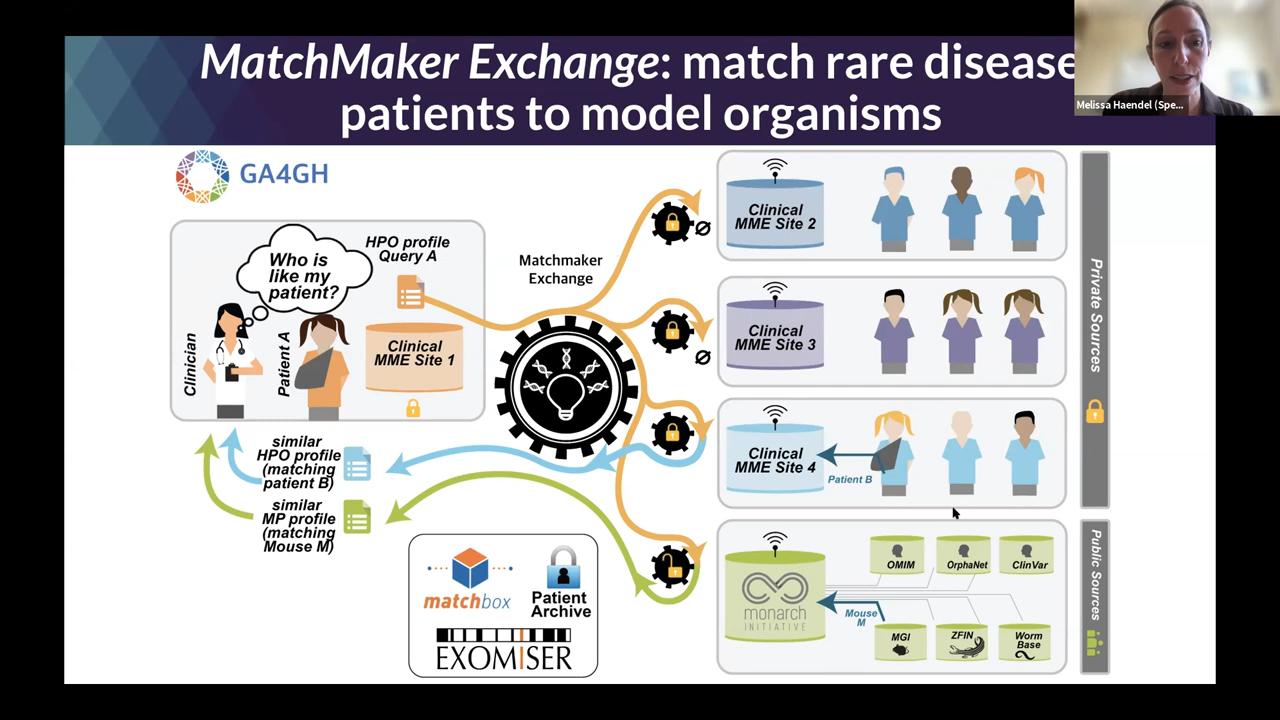 MatchMaker Exchange: match rare disease
patients to model organisms
Melissa Haendel (Spe...
GA4GH
Who is
like my
patient?
HPO profile
Query A
Clinician
Patient A
Clinical
MME Site 1
Matchmaker
Exchange
similar
HPO profile
(matching
patient B)
similar
MP profile
(matching
Mouse M)
matchbox
Patient
Archive
EXOMISER
Clinical
MME Site 2
Clinical
MME Site 3
Clinical
MME Site 4
Patient B
Private Sources
monarch
INITIATIVE
OMIM
OrphaNet
ClinVar
Mouse
M
MGI
ZFIN
Worm
Base
Public Sources